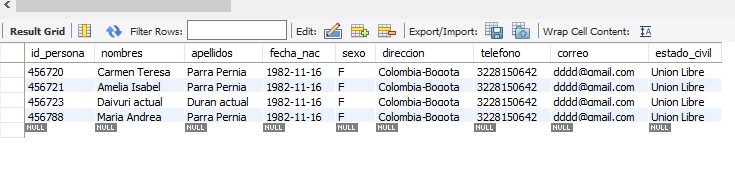 Result Grid Filter Rows: Edit: Export/Import: Wrap Cell Content: IA
id_persona nombres apellidos fecha_nac sexo direccion telefono correo estado_civil
456720 Carmen Teresa Parra Pernia 1982-11-16 F Colombia-Bogota 3228150642 dddd@gmail.com Union Libre
456721 Amelia Isabel Parra Pernia 1982-11-16 F Colombia-Bogota 3228150642 dddd@gmail.com Union Libre
456723 Daivuri actual Duran actual 1982-11-16 F Colombia-Bogota 3228150642 dddd@gmail.com Union Libre
456788 Maria Andrea Parra Pernia 1982-11-16 F Colombia-Bogota 3228150642 dddd@gmail.com Union Libre
NULL NULL NULL NULL NULL NULL NULL NULL NULL